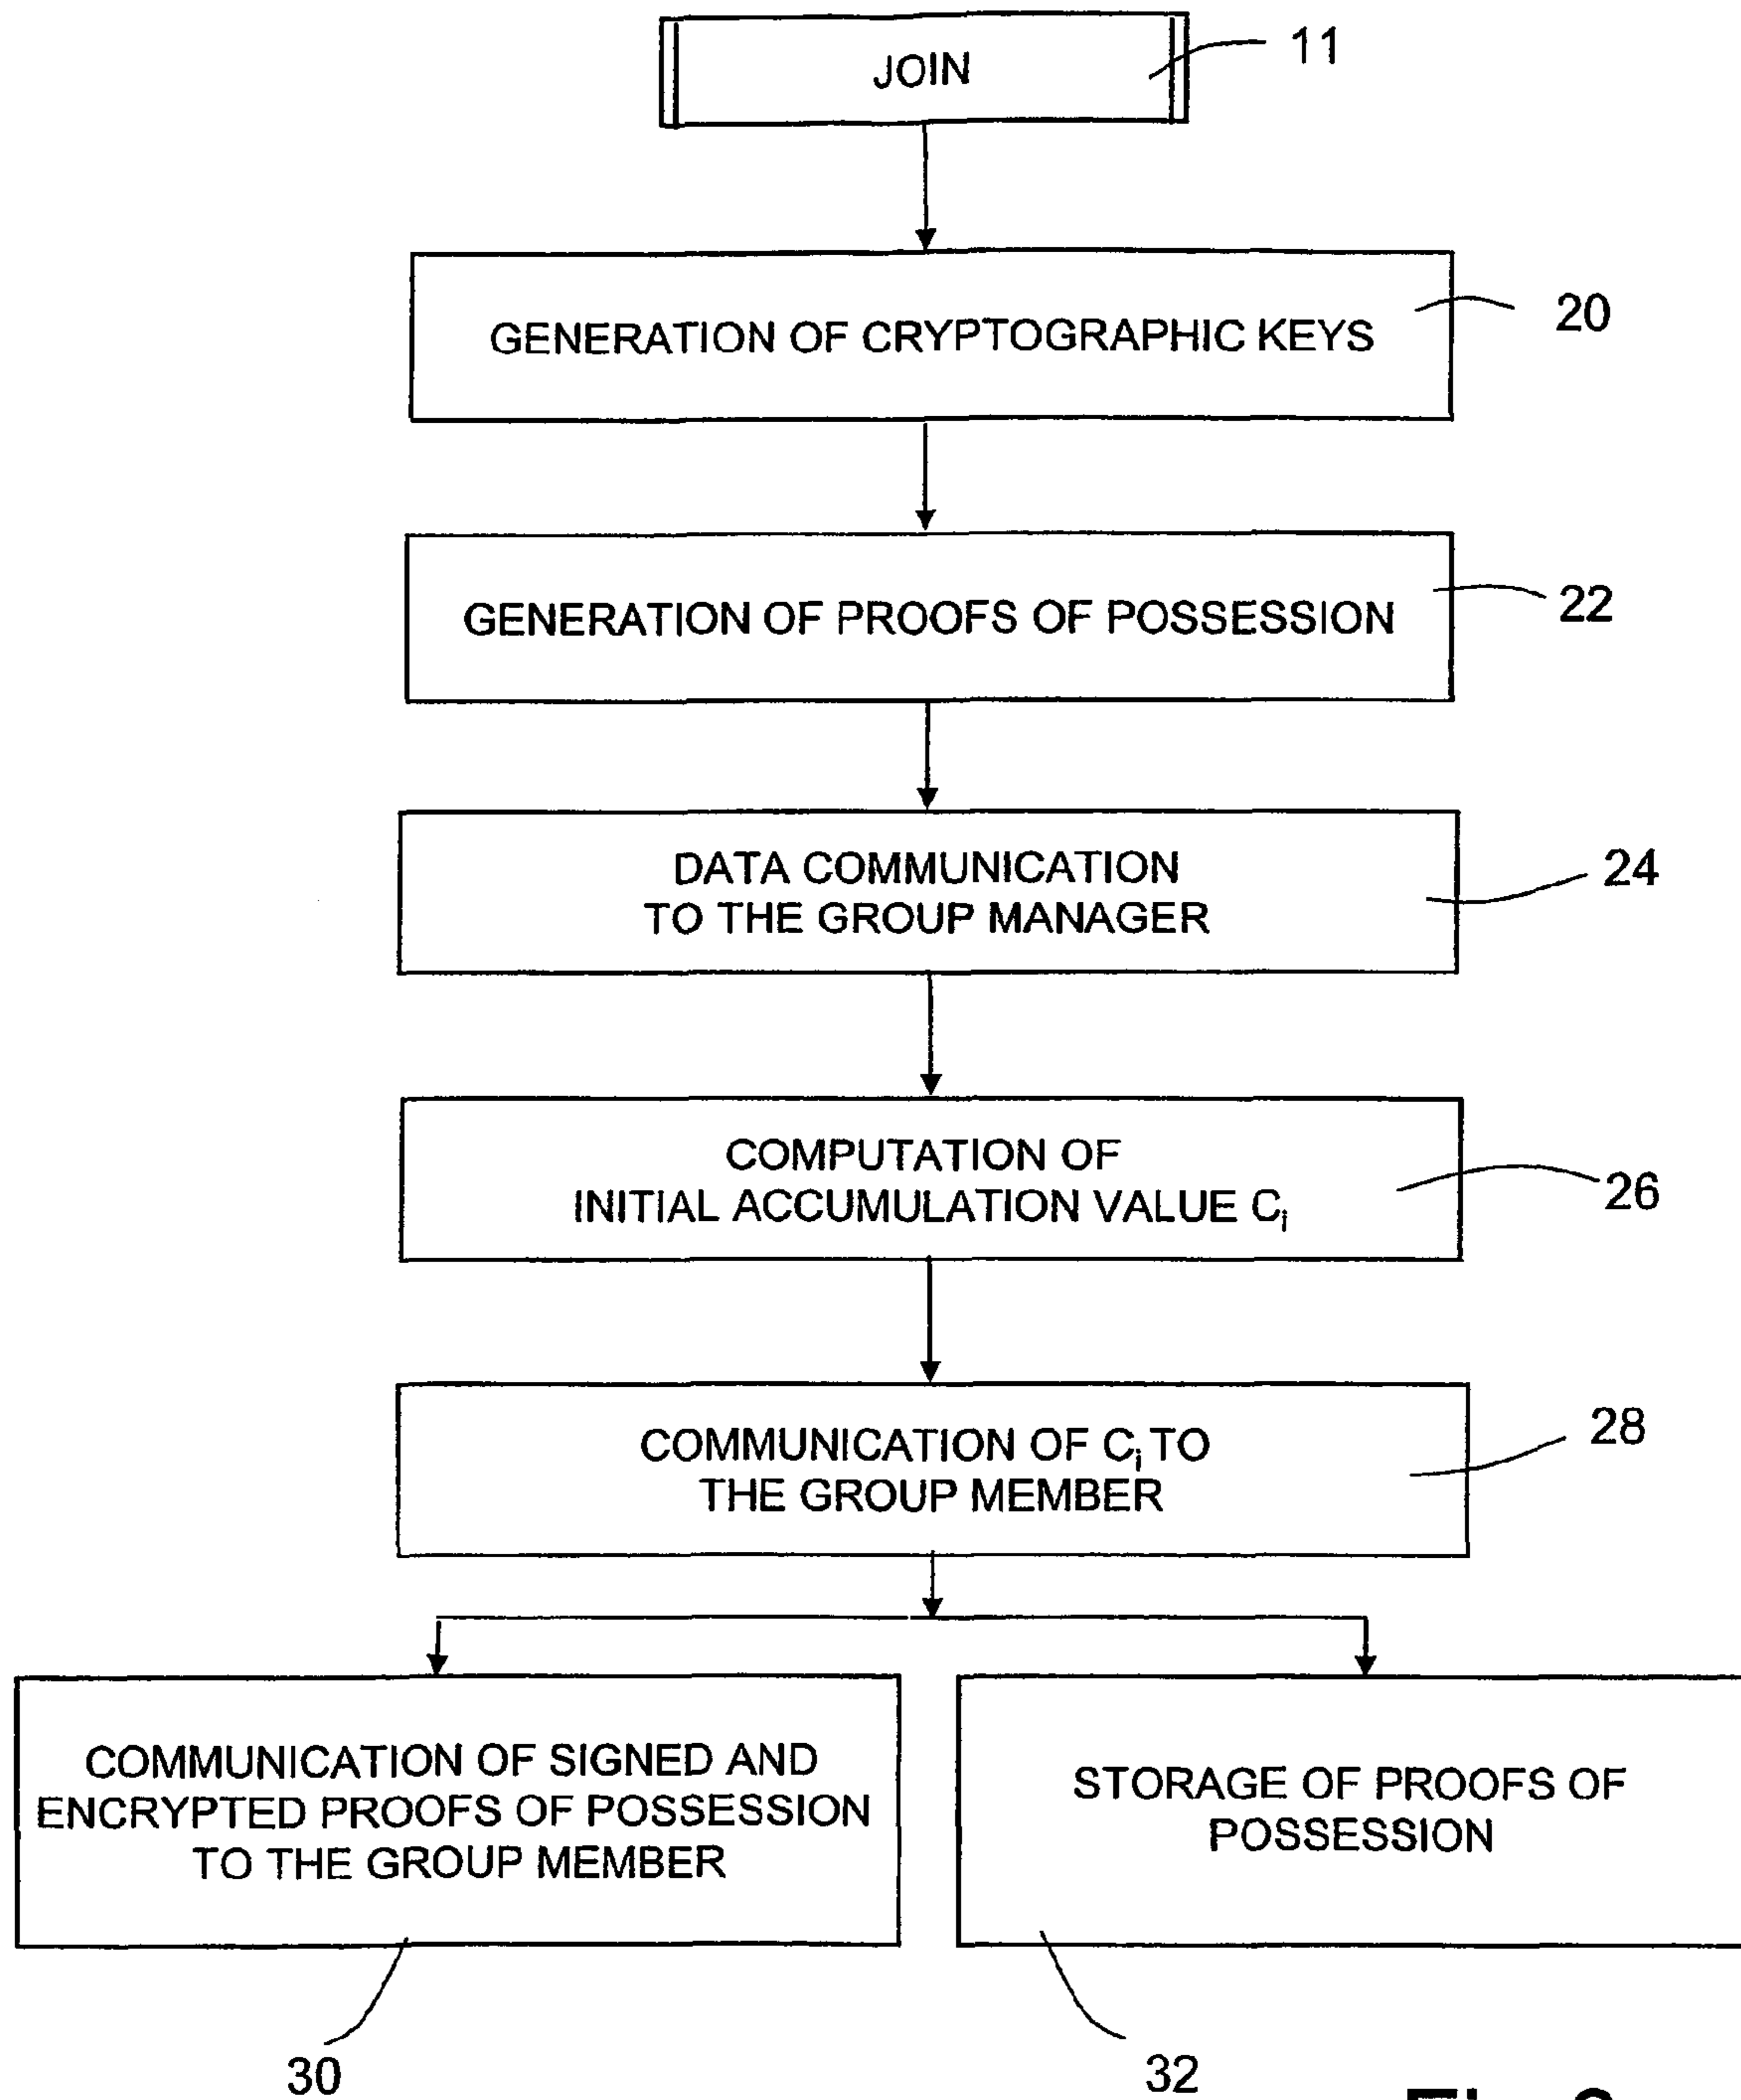 JOIN
11
GENERATION OF CRYPTOGRAPHIC KEYS
20
GENERATION OF PROOFS OF POSSESSION
22
DATA COMMUNICATION
TO THE GROUP MANAGER
24
COMPUTATION OF
INITIAL ACCUMULATION VALUE Ci
26
COMMUNICATION OF Ci TO
THE GROUP MEMBER
28
COMMUNICATION OF SIGNED AND
ENCRYPTED PROOFS OF POSSESSION
TO THE GROUP MEMBER
STORAGE OF PROOFS OF
POSSESSION
30
32